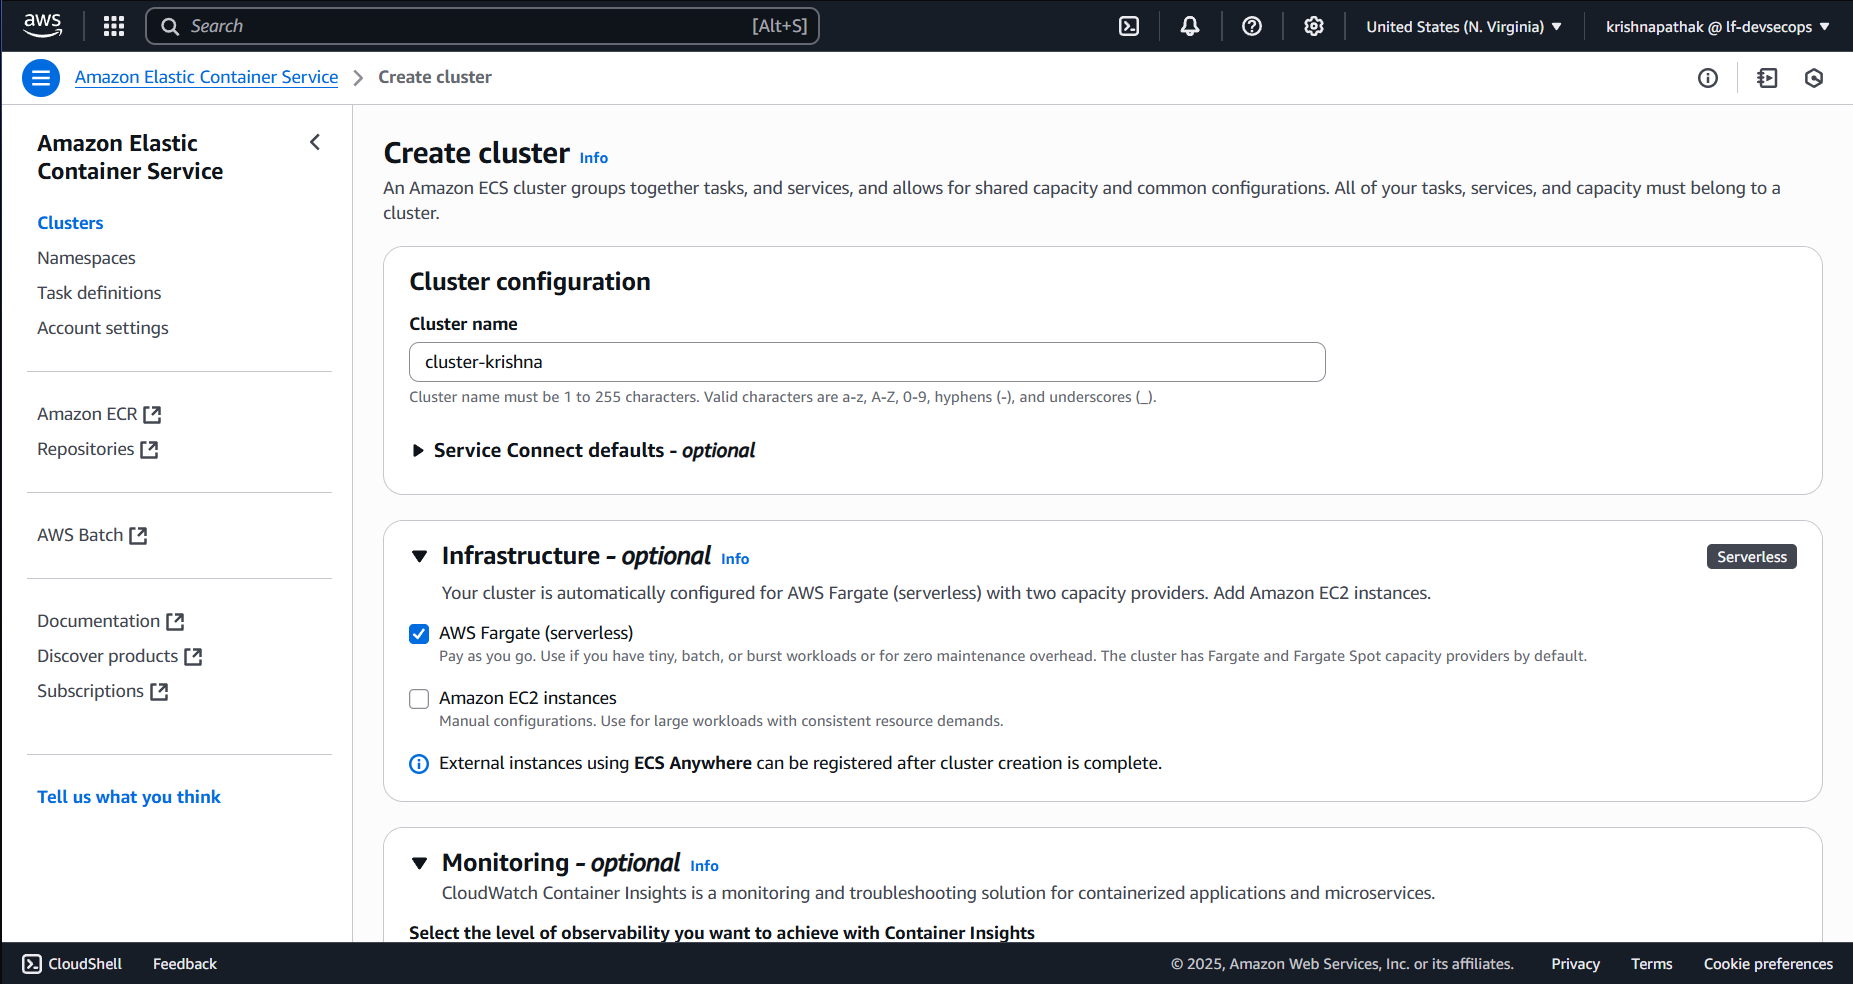 aws
Search [Alt+S]
United States (N. Virginia)
krishnapathak @ lf-devsecops
Amazon Elastic Container Service
Create cluster
Amazon Elastic
Container Service
Clusters
Namespaces
Task definitions
Account settings
Amazon ECR
Repositories
AWS Batch
Documentation
Discover products
Subscriptions
Tell us what you think
Create cluster Info
An Amazon ECS cluster groups together tasks, and services, and allows for shared capacity and common configurations. All of your tasks, services, and capacity must belong to a
cluster.
Cluster configuration
Cluster name
cluster-krishna
Cluster name must be 1 to 255 characters. Valid characters are a-z, A-Z, 0-9, hyphens (-), and underscores (_).
Service Connect defaults - optional
Infrastructure - optional Info
Serverless
Your cluster is automatically configured for AWS Fargate (serverless) with two capacity providers. Add Amazon EC2 instances.
AWS Fargate (serverless)
Pay as you go. Use if you have tiny, batch, or burst workloads or for zero maintenance overhead. The cluster has Fargate and Fargate Spot capacity providers by default.
Amazon EC2 instances
Manual configurations. Use for large workloads with consistent resource demands.
External instances using ECS Anywhere can be registered after cluster creation is complete.
Monitoring - optional Info
CloudWatch Container Insights is a monitoring and troubleshooting solution for containerized applications and microservices.
Select the level of observability you want to achieve with Container Insights
CloudShell
Feedback
© 2025, Amazon Web Services, Inc. or its affiliates.
Privacy
Terms
Cookie preferences